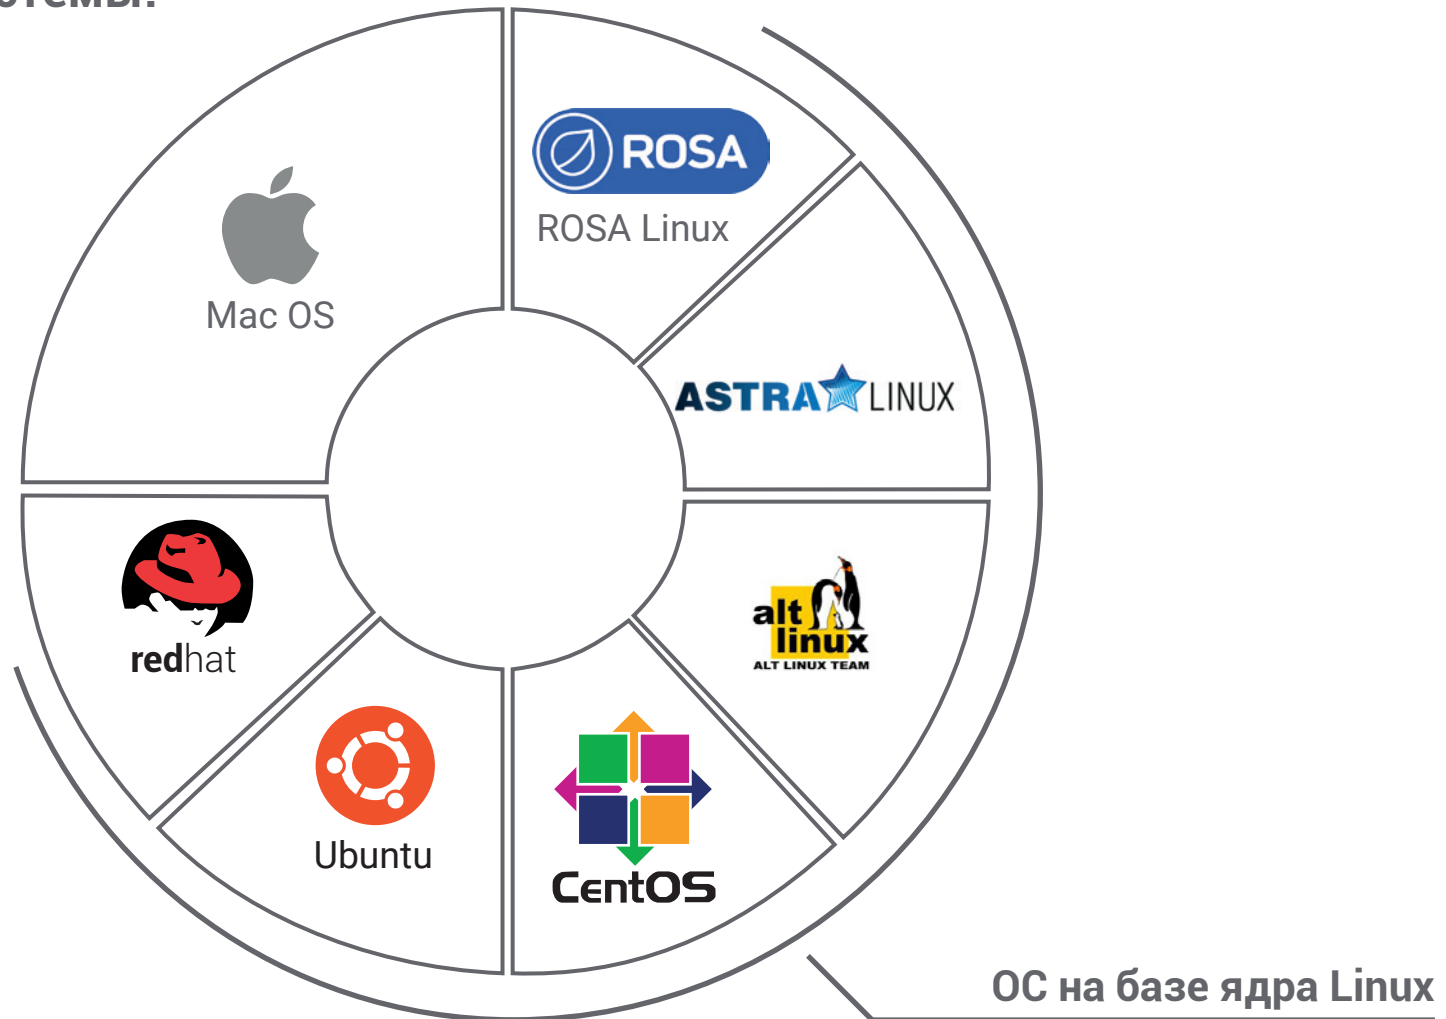 ROSA
ROSA Linux
Mac OS
ASTRA LINUX
redhat
alt
linux
ALT LINUX TEAM
Ubuntu
CentOS
ОС на базе ядра Linux